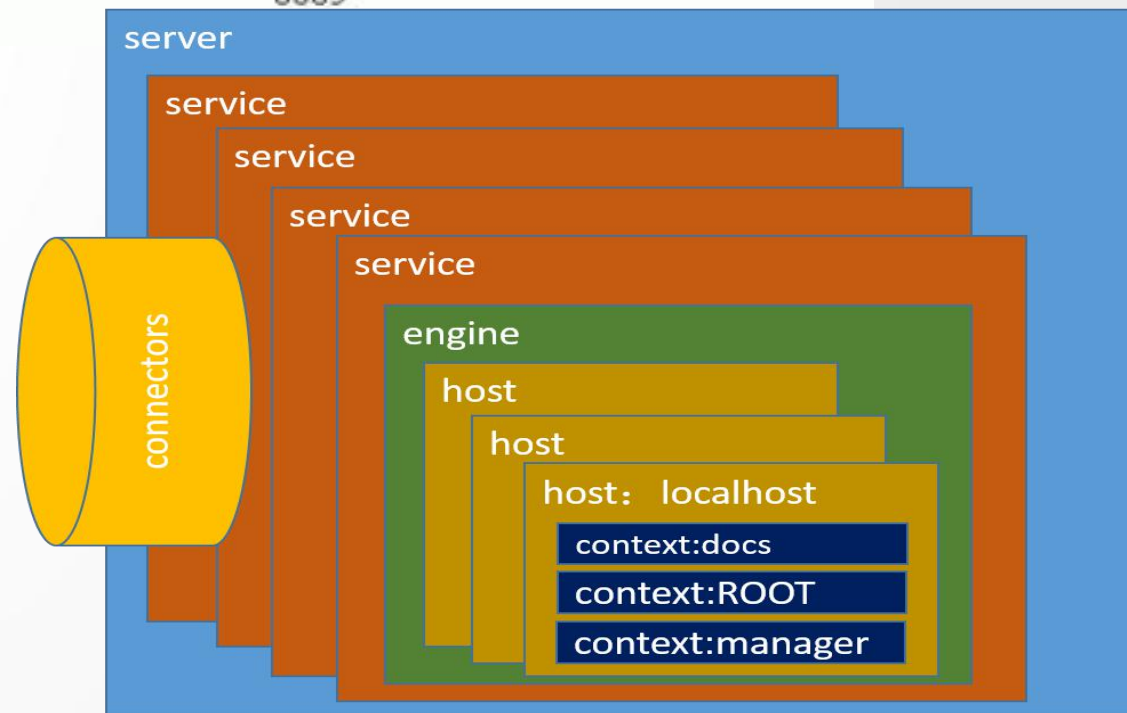 server
service
service
service
service
connectors
engine
host
host
host： localhost
context:docs
context:ROOT
context:manager